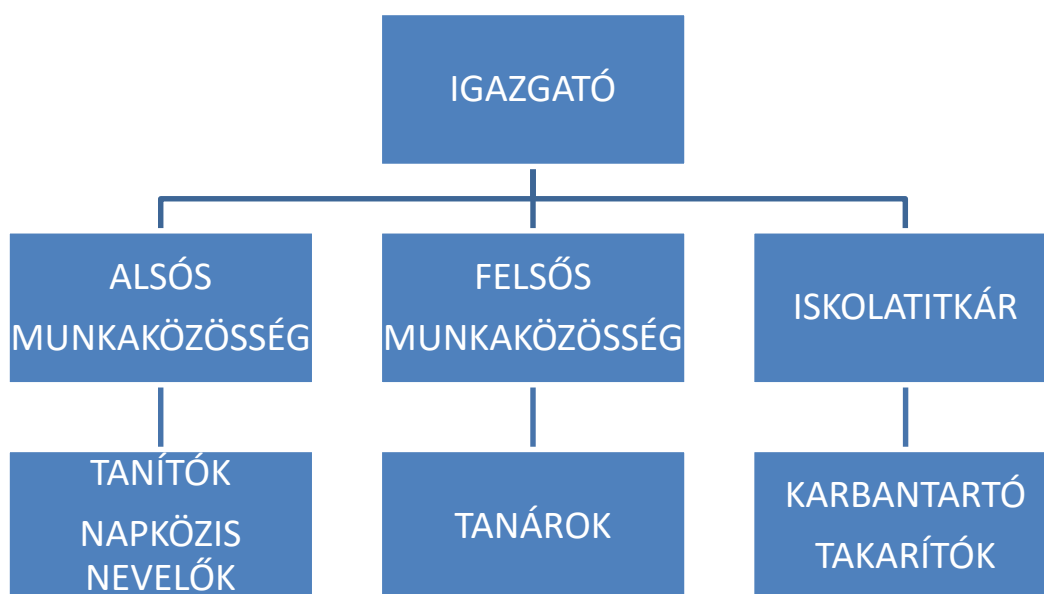 IGAZGATÓ
ALSÓS
MUNKAKÖZÖSSÉG
FELSŐS
MUNKAKÖZÖSSÉG
ISKOLATITKÁR
TANÍTÓK
NAPKÖZIS
NEVELŐK
TANÁROK
KARBANTARTÓ
TAKARÍTÓK